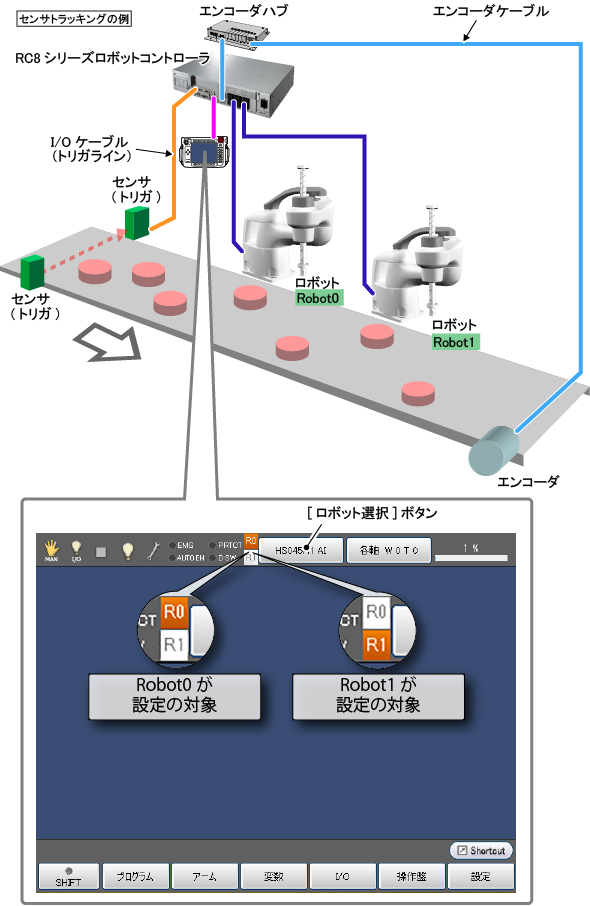 センサトラッキングの例
エンコーダハブ
エンコーダケーブル
RC8 シリーズロボットコントローラ
I/O ケーブル
（トリガライン）
センサ
（トリガ）
センサ
（トリガ）
ロボット
Robot0
ロボット
Robot1
エンコーダ
[ ロボット選択 ] ボタン
MAN
I/O
EMG
AUTOEN
PRTCT
DSW
R0
R1
各軸 W 0 T 0
1 %
CT
R0
R1
CT
R0
R1
Robot0 が
設定の対象
Robot1 が
設定の対象
Shortcut
SHIFT
プログラム
アーム
変数
I/O
操作盤
設定